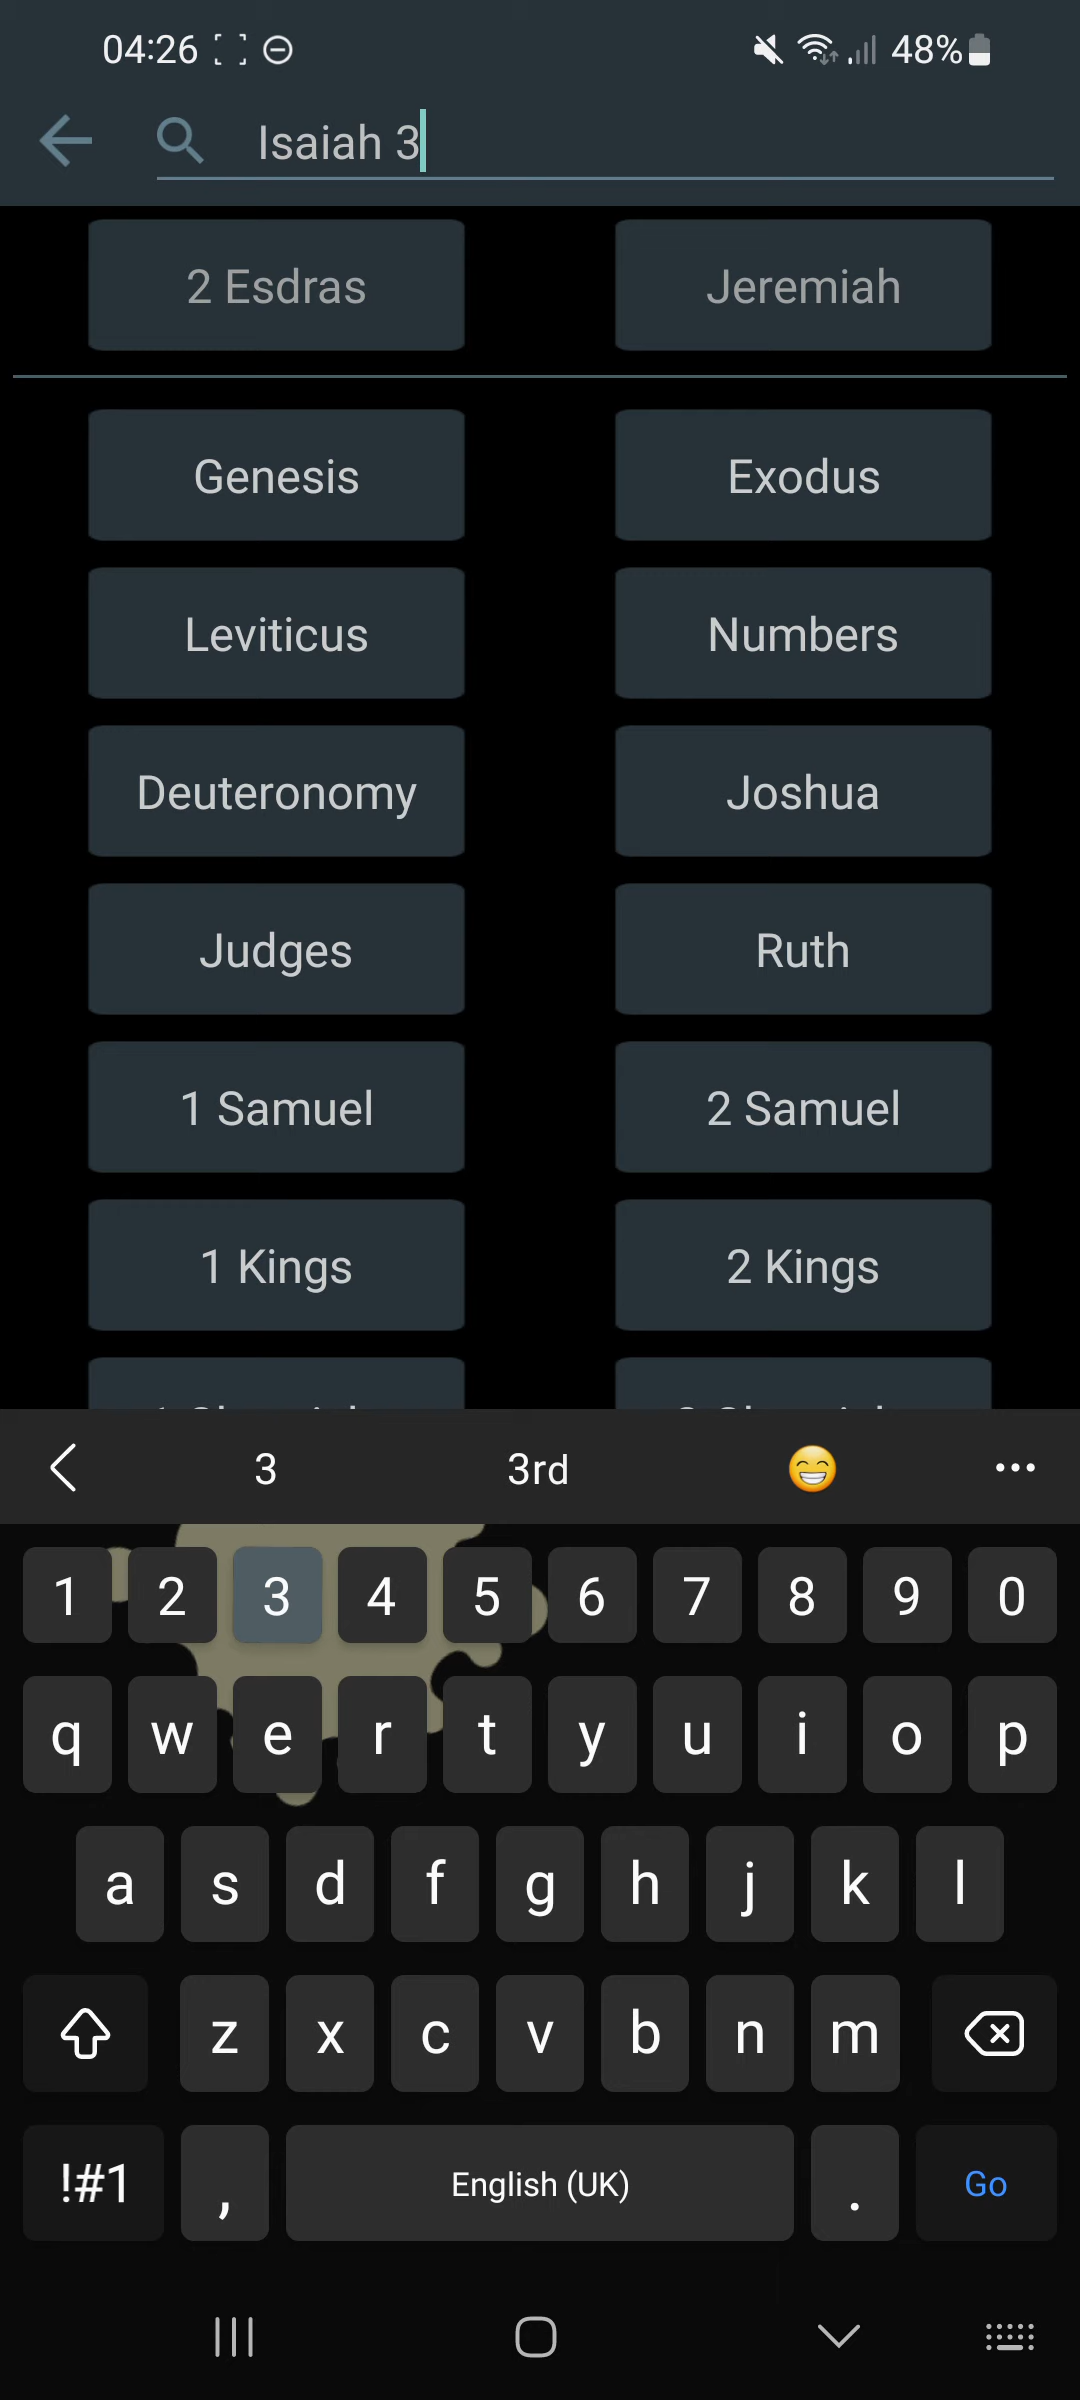 04:26 48%
Isaiah 3
2 Esdras Jeremiah
Genesis Exodus
Leviticus Numbers
Deuteronomy Joshua
Judges Ruth
1 Samuel 2 Samuel
1 Kings 2 Kings
3 3rd
1 2 3 4 5 6 7 8 9 0
q w e r t y u i o p
a s d f g h j k l
z x c v b n m
!#1 , English (UK) . Go